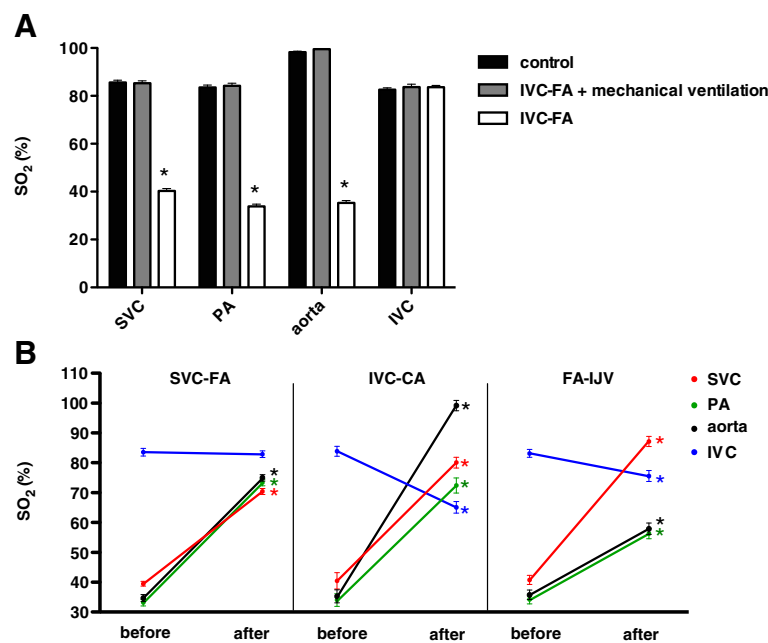 A
SO2 (%)
100
80
60
40
20
0
*
*
*
SVC
PA
aorta
IVC
control
IVC-FA + mechanical ventilation
IVC-FA
B
SO2 (%)
110
100
90
80
70
60
50
40
30
SVC-FA
IVC-CA
FA-IJV
*
*
*
*
*
*
*
*
*
*
*
before
after
before
after
before
after
SVC
PA
aorta
IVC